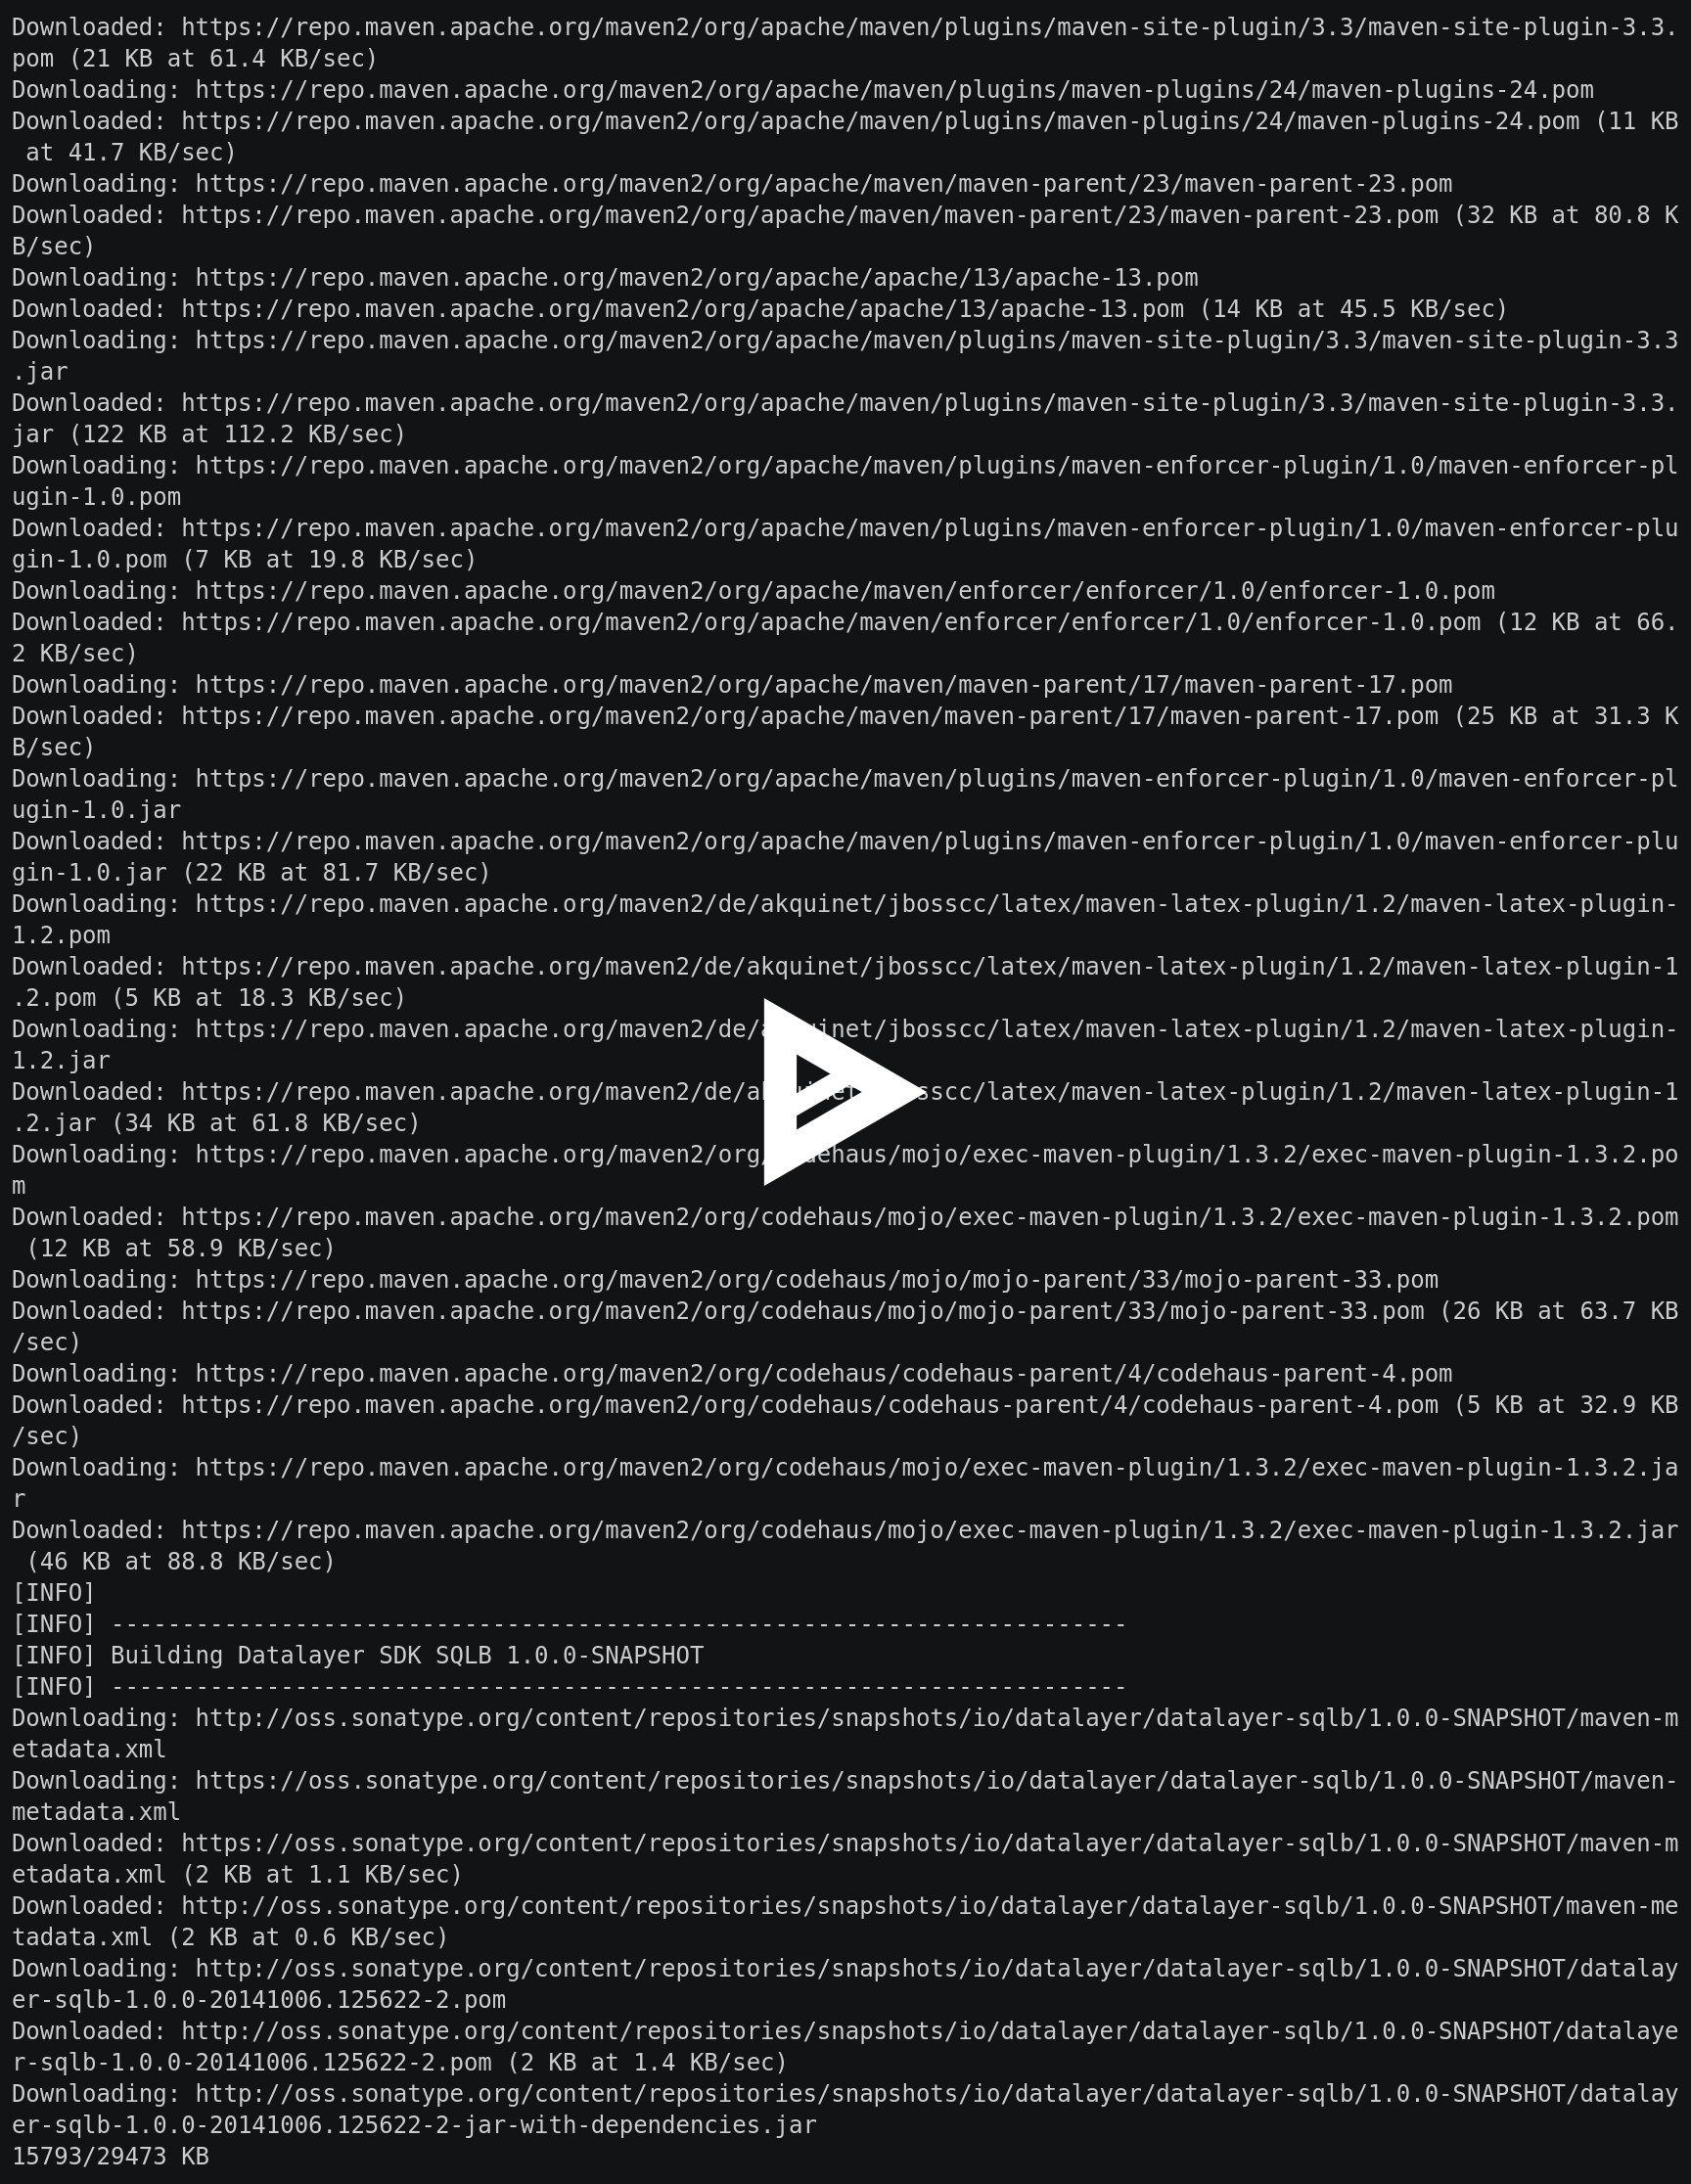 Downloaded: https://repo.maven.apache.org/maven2/org/apache/maven/plugins/maven-site-plugin/3.3/maven-site-plugin-3.3.
pom (21 KB at 61.4 KB/sec)
Downloading: https://repo.maven.apache.org/maven2/org/apache/maven/plugins/maven-plugins/24/maven-plugins-24.pom
Downloaded: https://repo.maven.apache.org/maven2/org/apache/maven/plugins/maven-plugins/24/maven-plugins-24.pom (11 KB
 at 41.7 KB/sec)
Downloading: https://repo.maven.apache.org/maven2/org/apache/maven/maven-parent/23/maven-parent-23.pom
Downloaded: https://repo.maven.apache.org/maven2/org/apache/maven/maven-parent/23/maven-parent-23.pom (32 KB at 80.8 K
B/sec)
Downloading: https://repo.maven.apache.org/maven2/org/apache/apache/13/apache-13.pom
Downloaded: https://repo.maven.apache.org/maven2/org/apache/apache/13/apache-13.pom (14 KB at 45.5 KB/sec)
Downloading: https://repo.maven.apache.org/maven2/org/apache/maven/plugins/maven-site-plugin/3.3/maven-site-plugin-3.3
.jar
Downloaded: https://repo.maven.apache.org/maven2/org/apache/maven/plugins/maven-site-plugin/3.3/maven-site-plugin-3.3.
jar (122 KB at 112.2 KB/sec)
Downloading: https://repo.maven.apache.org/maven2/org/apache/maven/plugins/maven-enforcer-plugin/1.0/maven-enforcer-pl
ugin-1.0.pom
Downloaded: https://repo.maven.apache.org/maven2/org/apache/maven/plugins/maven-enforcer-plugin/1.0/maven-enforcer-plu
gin-1.0.pom (7 KB at 19.8 KB/sec)
Downloading: https://repo.maven.apache.org/maven2/org/apache/maven/enforcer/enforcer/1.0/enforcer-1.0.pom
Downloaded: https://repo.maven.apache.org/maven2/org/apache/maven/enforcer/enforcer/1.0/enforcer-1.0.pom (12 KB at 66.
2 KB/sec)
Downloading: https://repo.maven.apache.org/maven2/org/apache/maven/maven-parent/17/maven-parent-17.pom
Downloaded: https://repo.maven.apache.org/maven2/org/apache/maven/maven-parent/17/maven-parent-17.pom (25 KB at 31.3 K
B/sec)
Downloading: https://repo.maven.apache.org/maven2/org/apache/maven/plugins/maven-enforcer-plugin/1.0/maven-enforcer-pl
ugin-1.0.jar
Downloaded: https://repo.maven.apache.org/maven2/org/apache/maven/plugins/maven-enforcer-plugin/1.0/maven-enforcer-plu
gin-1.0.jar (22 KB at 81.7 KB/sec)
Downloading: https://repo.maven.apache.org/maven2/de/akquinet/jbosscc/latex/maven-latex-plugin/1.2/maven-latex-plugin-
1.2.pom
Downloaded: https://repo.maven.apache.org/maven2/de/akquinet/jbosscc/latex/maven-latex-plugin/1.2/maven-latex-plugin-1
.2.pom (5 KB at 18.3 KB/sec)
Downloading: https://repo.maven.apache.org/maven2/de/akquinet/jbosscc/latex/maven-latex-plugin/1.2/maven-latex-plugin-
1.2.jar
Downloaded: https://repo.maven.apache.org/maven2/de/akquinet/jbosscc/latex/maven-latex-plugin/1.2/maven-latex-plugin-1
.2.jar (34 KB at 61.8 KB/sec)
Downloading: https://repo.maven.apache.org/maven2/org/codehaus/mojo/exec-maven-plugin/1.3.2/exec-maven-plugin-1.3.2.po
m
Downloaded: https://repo.maven.apache.org/maven2/org/codehaus/mojo/exec-maven-plugin/1.3.2/exec-maven-plugin-1.3.2.pom
 (12 KB at 58.9 KB/sec)
Downloading: https://repo.maven.apache.org/maven2/org/codehaus/mojo/mojo-parent/33/mojo-parent-33.pom
Downloaded: https://repo.maven.apache.org/maven2/org/codehaus/mojo/mojo-parent/33/mojo-parent-33.pom (26 KB at 63.7 KB
/sec)
Downloading: https://repo.maven.apache.org/maven2/org/codehaus/codehaus-parent/4/codehaus-parent-4.pom
Downloaded: https://repo.maven.apache.org/maven2/org/codehaus/codehaus-parent/4/codehaus-parent-4.pom (5 KB at 32.9 KB
/sec)
Downloading: https://repo.maven.apache.org/maven2/org/codehaus/mojo/exec-maven-plugin/1.3.2/exec-maven-plugin-1.3.2.ja
r
Downloaded: https://repo.maven.apache.org/maven2/org/codehaus/mojo/exec-maven-plugin/1.3.2/exec-maven-plugin-1.3.2.jar
 (46 KB at 88.8 KB/sec)
[INFO]
[INFO] ------------------------------------------------------------------------
[INFO] Building Datalayer SDK SQLB 1.0.0-SNAPSHOT
[INFO] ------------------------------------------------------------------------
Downloading: http://oss.sonatype.org/content/repositories/snapshots/io/datalayer/datalayer-sqlb/1.0.0-SNAPSHOT/maven-m
etadata.xml
Downloading: https://oss.sonatype.org/content/repositories/snapshots/io/datalayer/datalayer-sqlb/1.0.0-SNAPSHOT/maven-
metadata.xml
Downloaded: https://oss.sonatype.org/content/repositories/snapshots/io/datalayer/datalayer-sqlb/1.0.0-SNAPSHOT/maven-m
etadata.xml (2 KB at 1.1 KB/sec)
Downloaded: http://oss.sonatype.org/content/repositories/snapshots/io/datalayer/datalayer-sqlb/1.0.0-SNAPSHOT/maven-me
tadata.xml (2 KB at 0.6 KB/sec)
Downloading: http://oss.sonatype.org/content/repositories/snapshots/io/datalayer/datalayer-sqlb/1.0.0-SNAPSHOT/datalay
er-sqlb-1.0.0-20141006.125622-2.pom
Downloaded: http://oss.sonatype.org/content/repositories/snapshots/io/datalayer/datalayer-sqlb/1.0.0-SNAPSHOT/datalaye
r-sqlb-1.0.0-20141006.125622-2.pom (2 KB at 1.4 KB/sec)
Downloading: http://oss.sonatype.org/content/repositories/snapshots/io/datalayer/datalayer-sqlb/1.0.0-SNAPSHOT/datalay
er-sqlb-1.0.0-20141006.125622-2-jar-with-dependencies.jar
15793/29473 KB